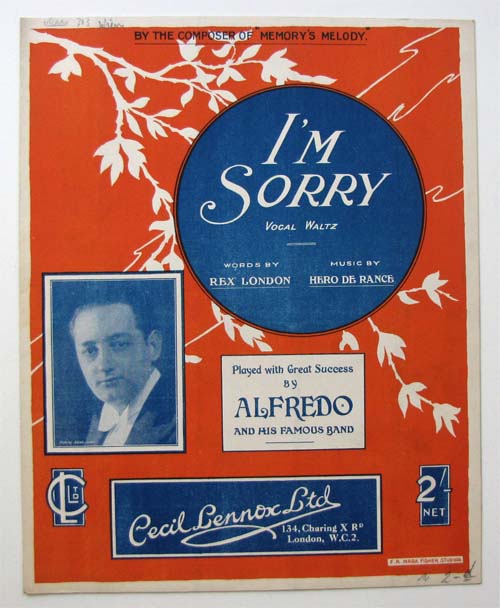 BY THE COMPOSER OF "MEMORY'S MELODY."
I'M
SORRY
VOCAL WALTZ
WORDS BY
REX LONDON
MUSIC BY
HERO DE RANCE
Played with Great Success
BY
ALFREDO
AND HIS FAMOUS BAND
CL LTD
Cecil Lennox Ltd
134, Charing X RD
London, W.C.2.
2/-
NET